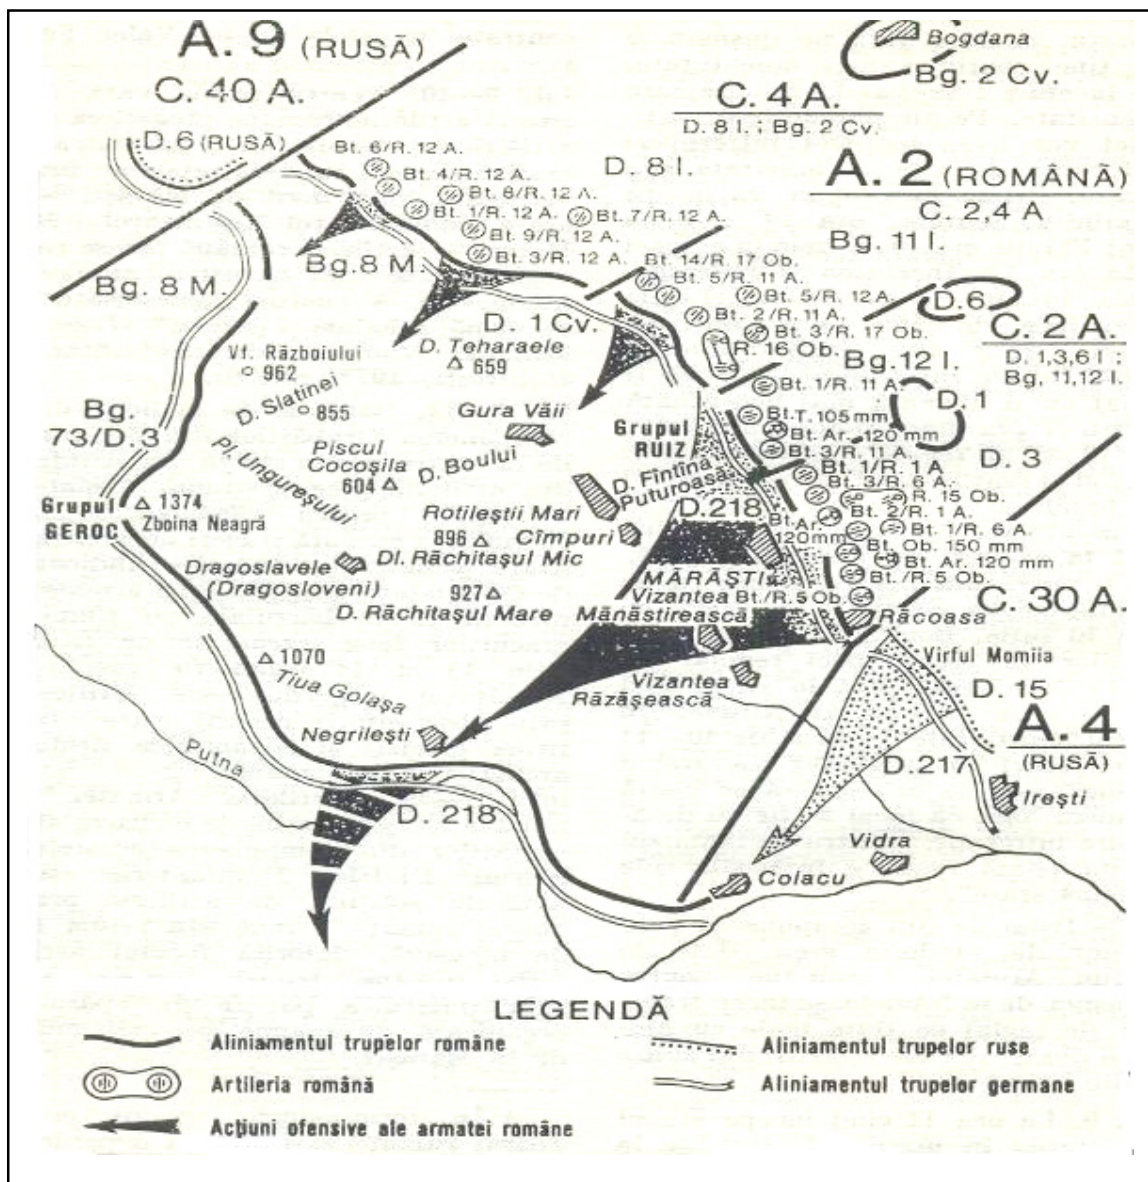 A. 9 (RUSĂ)
C. 40 A.
D.6 (RUSĂ)
Bogdana
Bg. 2 Cv.
C. 4 A.
D. 8 I. ; Bg. 2 Cv.
A. 2 (ROMÂNĂ)
C. 2,4 A
D. 8 I.
Bg. 11 I.
Bt. 6/R. 12 A.
Bt. 4/R. 12 A.
Bt. 6/R. 12 A.
Bt. 1/R. 12 A.
Bt. 7/R. 12 A.
Bt. 9/R. 12 A.
Bt. 3/R. 12 A.
Bt. 14/R. 17 Ob.
Bt. 5/R. 11 A.
Bt. 5/R. 12 A.
Bt. 2/R. 11 A.
Bt. 3/R. 17 Ob.
R. 16 Ob.
D.6
C. 2 A.
D. 1,3,6 I ;
Bg. 11,12 I.
Bg. 8 M.
Bg.8 M.
D. 1 Cv.
Bg.12 I.
D. Teharaele
659
Vf. Războiului
962
D. Slatinei
855
Bt. 1/R. 11 A.
D. 1
Bt.T. 105 mm
Bt. Ar. 120 mm
Bt. 3/R. 11 A.
Bg.
73/D.3
Gura Văii
Grupul
RUIZ
D. 3
Piscul
Cocoşila
604
D. Boului
Pl. Ungureşului
D. Fîntîna
Puturoasă
Bt. 1/R. 1 A
Bt. 3/R. 6 A.
R. 15 Ob.
Bt. 2/R. 1 A.
Bt. 1/R. 6 A.
Bt. Ob. 150 mm
Bt. Ar. 120 mm
Bt./R. 5 Ob.
Grupul
GEROC
1374
Zboina Neagră
Rotileştii Mari
D.218
896
Cîmpuri
Bt. Ar.
120mm
Dl. Răchitaşul Mic
Dragoslavele
(Dragosloveni)
MĂRĂŞTI
927
D. Răchitaşul Mare
Vizantea
Mănăstirească
Bt./R.5 Ob.
C. 30 A.
Răcoasa
Virful Momiia
1070
Tiua Golaşa
Vizantea
Răzăşească
D. 15
A. 4
(RUSĂ)
Negrileşti
Putna
D. 218
D.217
Ireşti
Vidra
Colacu
LEGENDĂ
Aliniamentul trupelor române
Aliniamentul trupelor ruse
Artileria română
Aliniamentul trupelor germane
Acţiuni ofensive ale armatei române